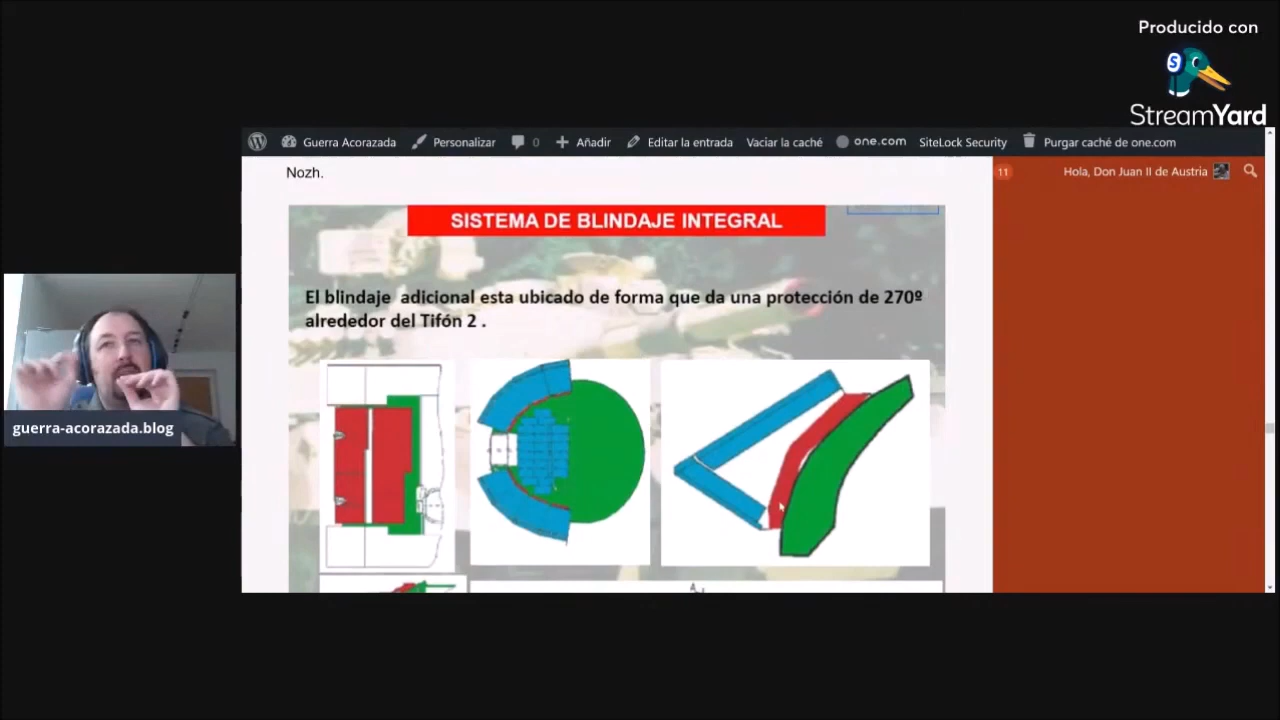 Producido con
StreamYard
Guerra Acorazada Personalizar 0 Añadir Editar la entrada Vaciar la caché one.com SiteLock Security Purgar caché de one.com
Nozh.
11 Hola, Don Juan II de Austria
SISTEMA DE BLINDAJE INTEGRAL
El blindaje adicional esta ubicado de forma que da una protección de 270º
alrededor del Tifón 2 .
guerra-acorazada.blog